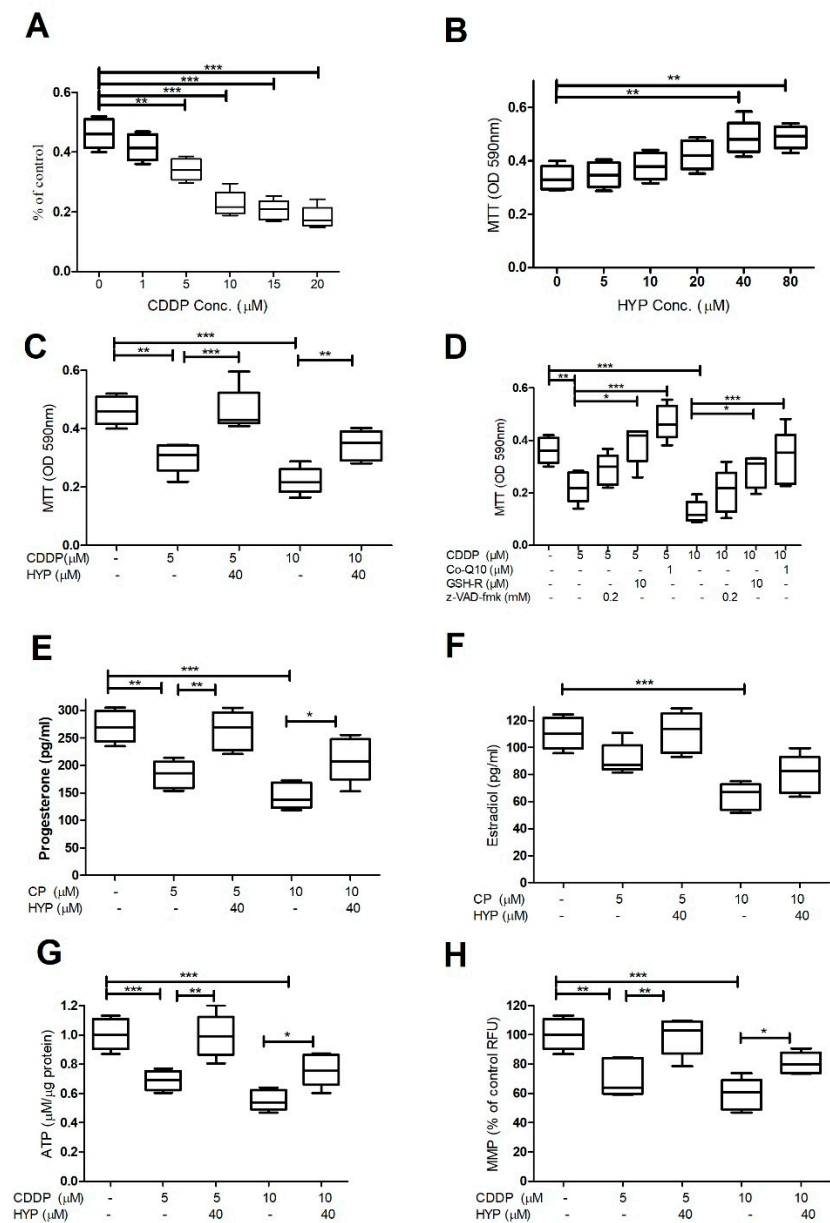 A
***
***
***
**
0.6
0.4
0.2
0.0
% of control
0 1 5 10 15 20
CDDP Conc. (μM)
B
**
**
0.6
0.4
0.2
0.0
MTT (OD 590nm)
0 5 10 20 40 80
HYP Conc. (μM)
C
***
** *** **
0.6
0.4
0.2
0.0
MTT (OD 590nm)
CDDP(μM) - 5 5 10 10
HYP (μM) - - 40 - 40
D
***
** *** ***
* *
0.6
0.4
0.2
0.0
MTT (OD 590nm)
CDDP (μM) - 5 5 5 5 10 10 10 10
Co-Q10(μM) - - - - 1 - - - 1
GSH-R (μM) - - - 10 - - - 10 -
z-VAD-fmk (mM) - - 0.2 - - - 0.2 - -
E
***
** ** *
300
250
200
150
100
50
0
Progesterone (pg/ml)
CP (μM) - 5 5 10 10
HYP (μM) - - 40 - 40
F
***
120
100
80
60
40
20
0
Estradiol (pg/ml)
CP (μM) - 5 5 10 10
HYP (μM) - - 40 - 40
G
***
*** ** *
1.2
1.0
0.8
0.6
0.4
0.2
0.0
ATP (μM/μg protein)
CDDP (μM) - 5 5 10 10
HYP (μM) - - 40 - 40
H
***
** ** *
120
100
80
60
40
20
0
MMP (% of control RFU)
CDDP (μM - 5 5 10 10
HYP (μM) - - 40 - 40